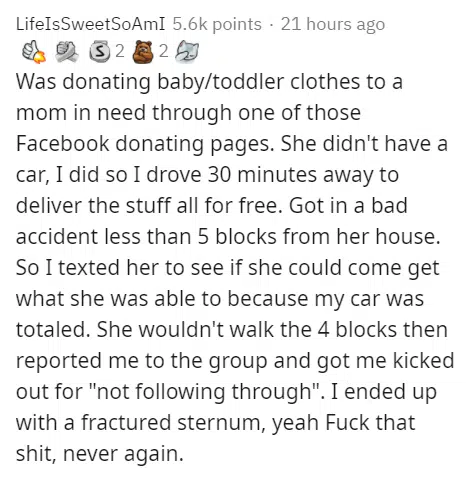 LifeIsSweetSoAmI 5.6k points · 21 hours ago
S 2 2
Was donating baby/toddler clothes to a
mom in need through one of those
Facebook donating pages. She didn't have a
car, I did so I drove 30 minutes away to
deliver the stuff all for free. Got in a bad
accident less than 5 blocks from her house.
So I texted her to see if she could come get
what she was able to because my car was
totaled. She wouldn't walk the 4 blocks then
reported me to the group and got me kicked
out for "not following through". I ended up
with a fractured sternum, yeah Fuck that
shit, never again.